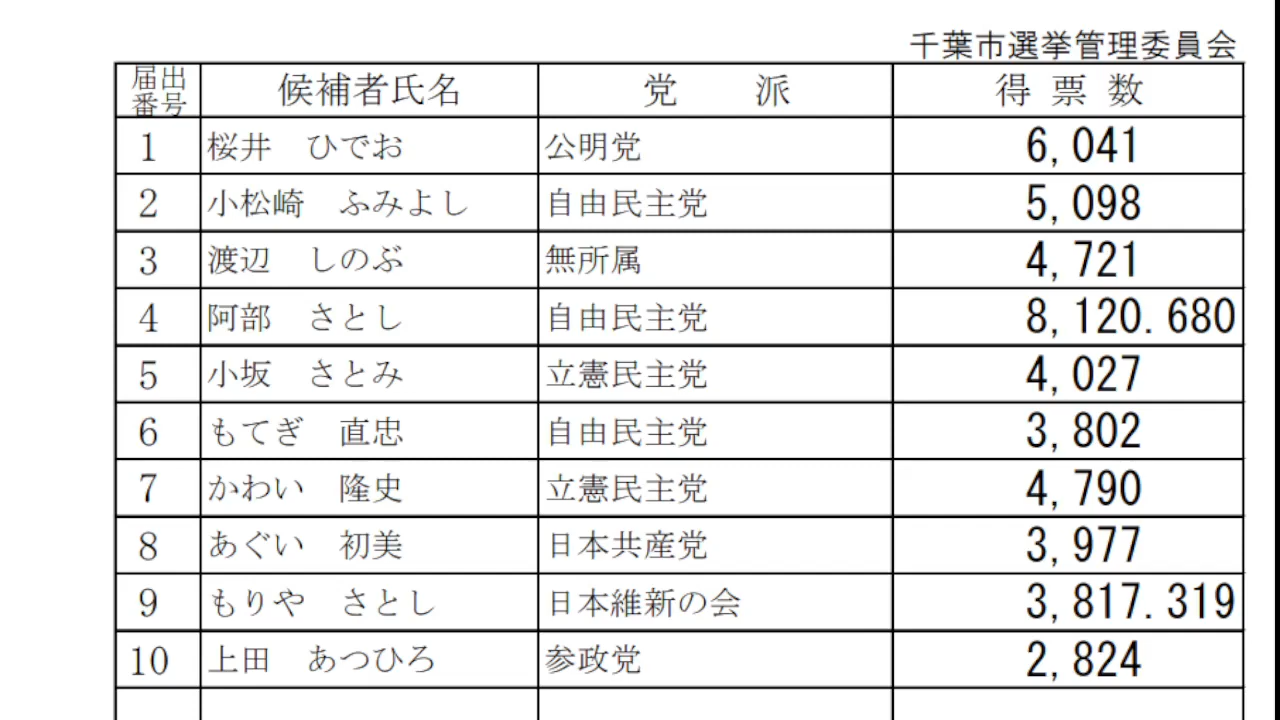 千葉市選挙管理委員会
届出番号 候補者氏名 党派 得票数
1 桜井 ひでお 公明党 6,041
2 小松崎 ふみよし 自由民主党 5,098
3 渡辺 しのぶ 無所属 4,721
4 阿部 さとし 自由民主党 8,120.680
5 小坂 さとみ 立憲民主党 4,027
6 もてぎ 直忠 自由民主党 3,802
7 かわい 隆史 立憲民主党 4,790
8 あぐい 初美 日本共産党 3,977
9 もりや さとし 日本維新の会 3,817.319
10 上田 あつひろ 参政党 2,824